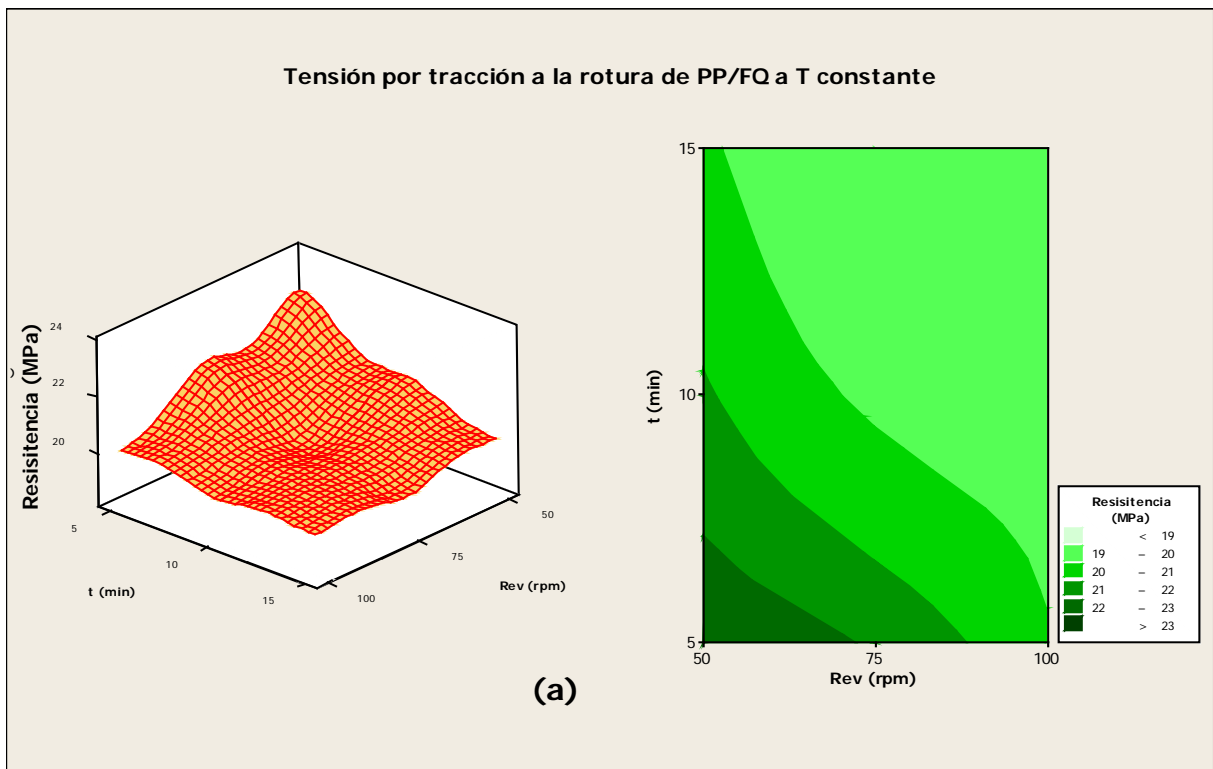 Tensión por tracción a la rotura de PP/FQ a T constante
24
22
20
Resisitencia (MPa)
)
5
10
15
t (min)
50
75
100
Rev (rpm)
15
10
5
t (min)
50
75
100
Rev (rpm)
Resisitencia
(MPa)
< 19
19 – 20
20 – 21
21 – 22
22 – 23
> 23
(a)